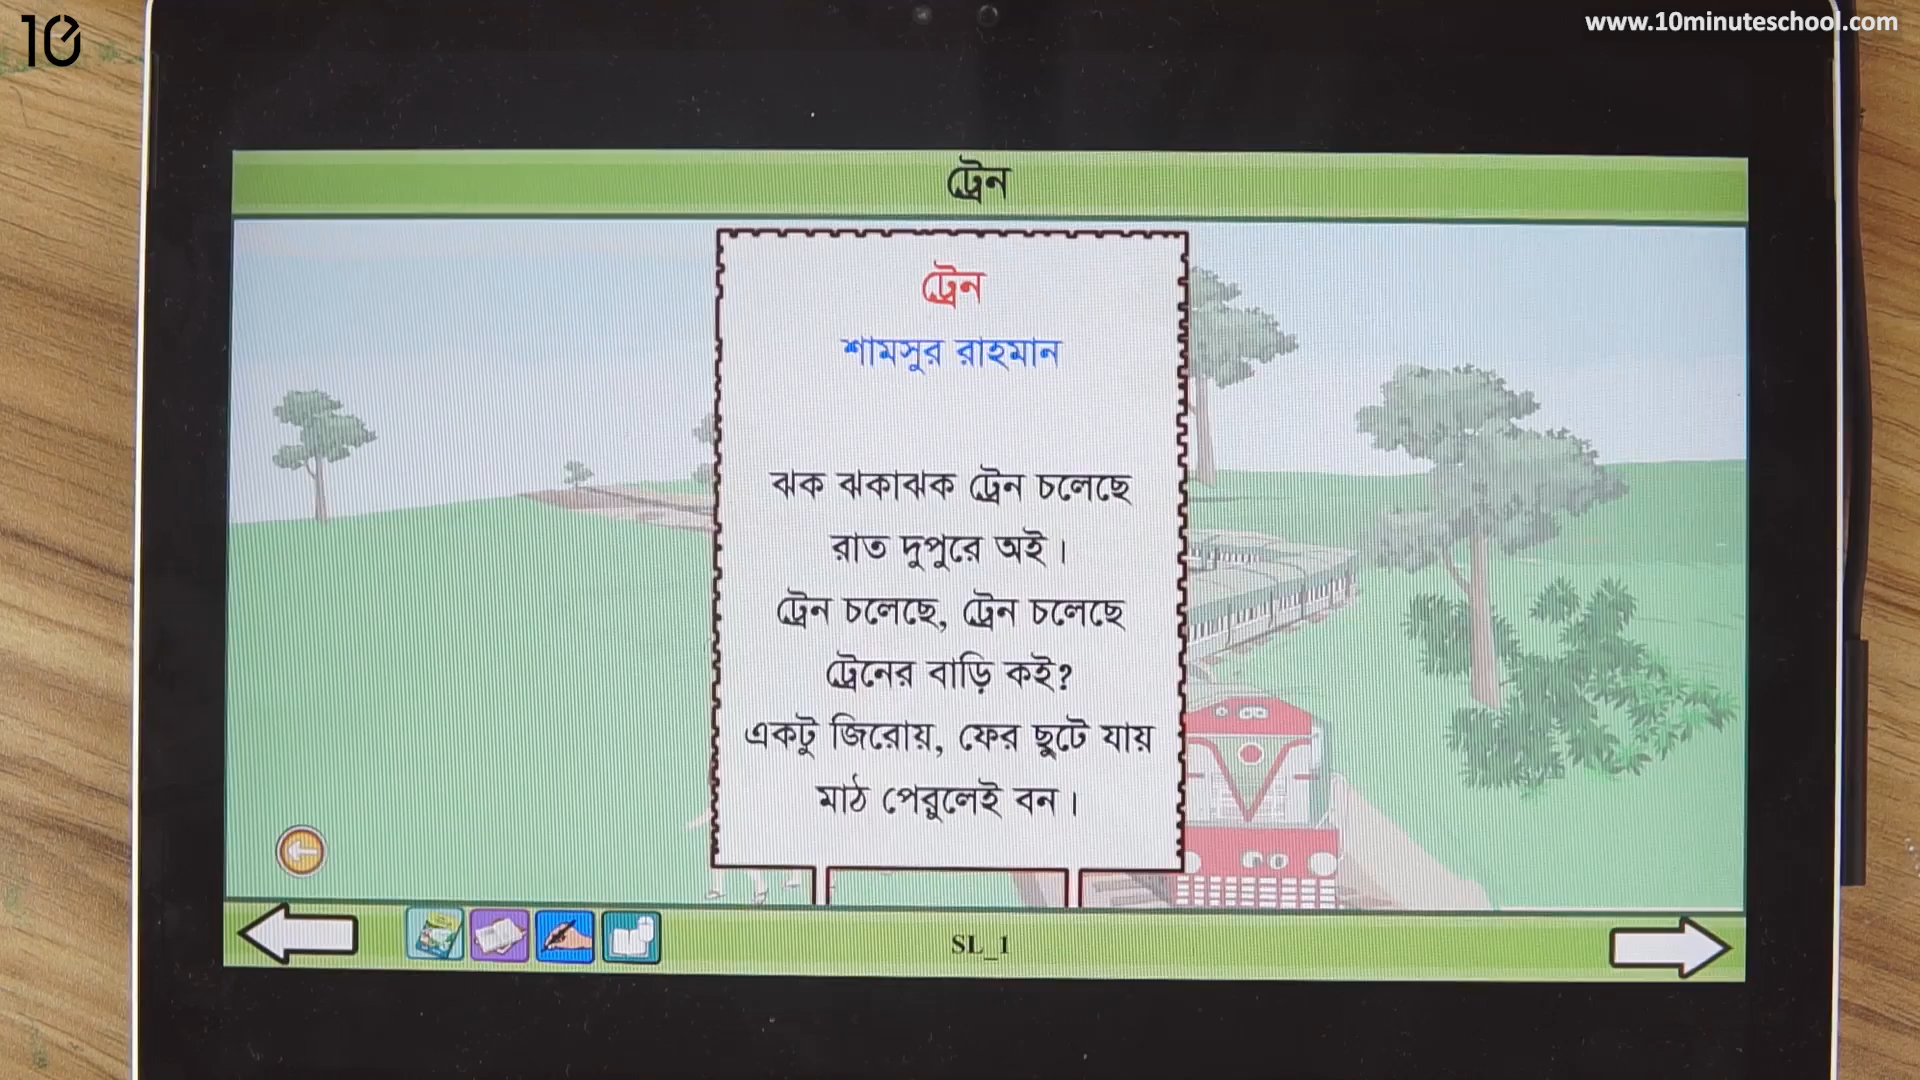 10
www.10minuteschool.com
ট্রেন
ট্রেন
শামসুর রাহমান
ঝক ঝকাঝক ট্রেন চলেছে
রাত দুপুরে অই।
ট্রেন চলেছে, ট্রেন চলেছে
ট্রেনের বাড়ি কই?
একটু জিরোয়, ফের ছুটে যায়
মাঠ পেরুলেই বন।
SL_1